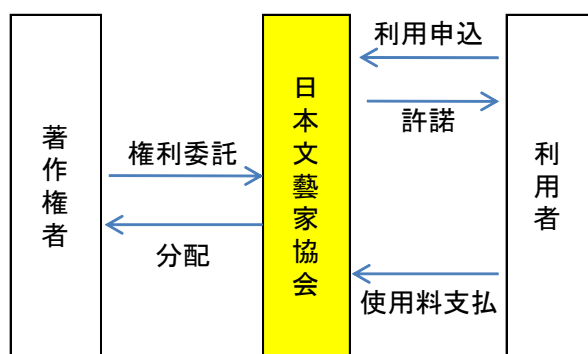 著作権者
権利委託
分配
日本文藝家協会
利用申込
許諾
使用料支払
利用者